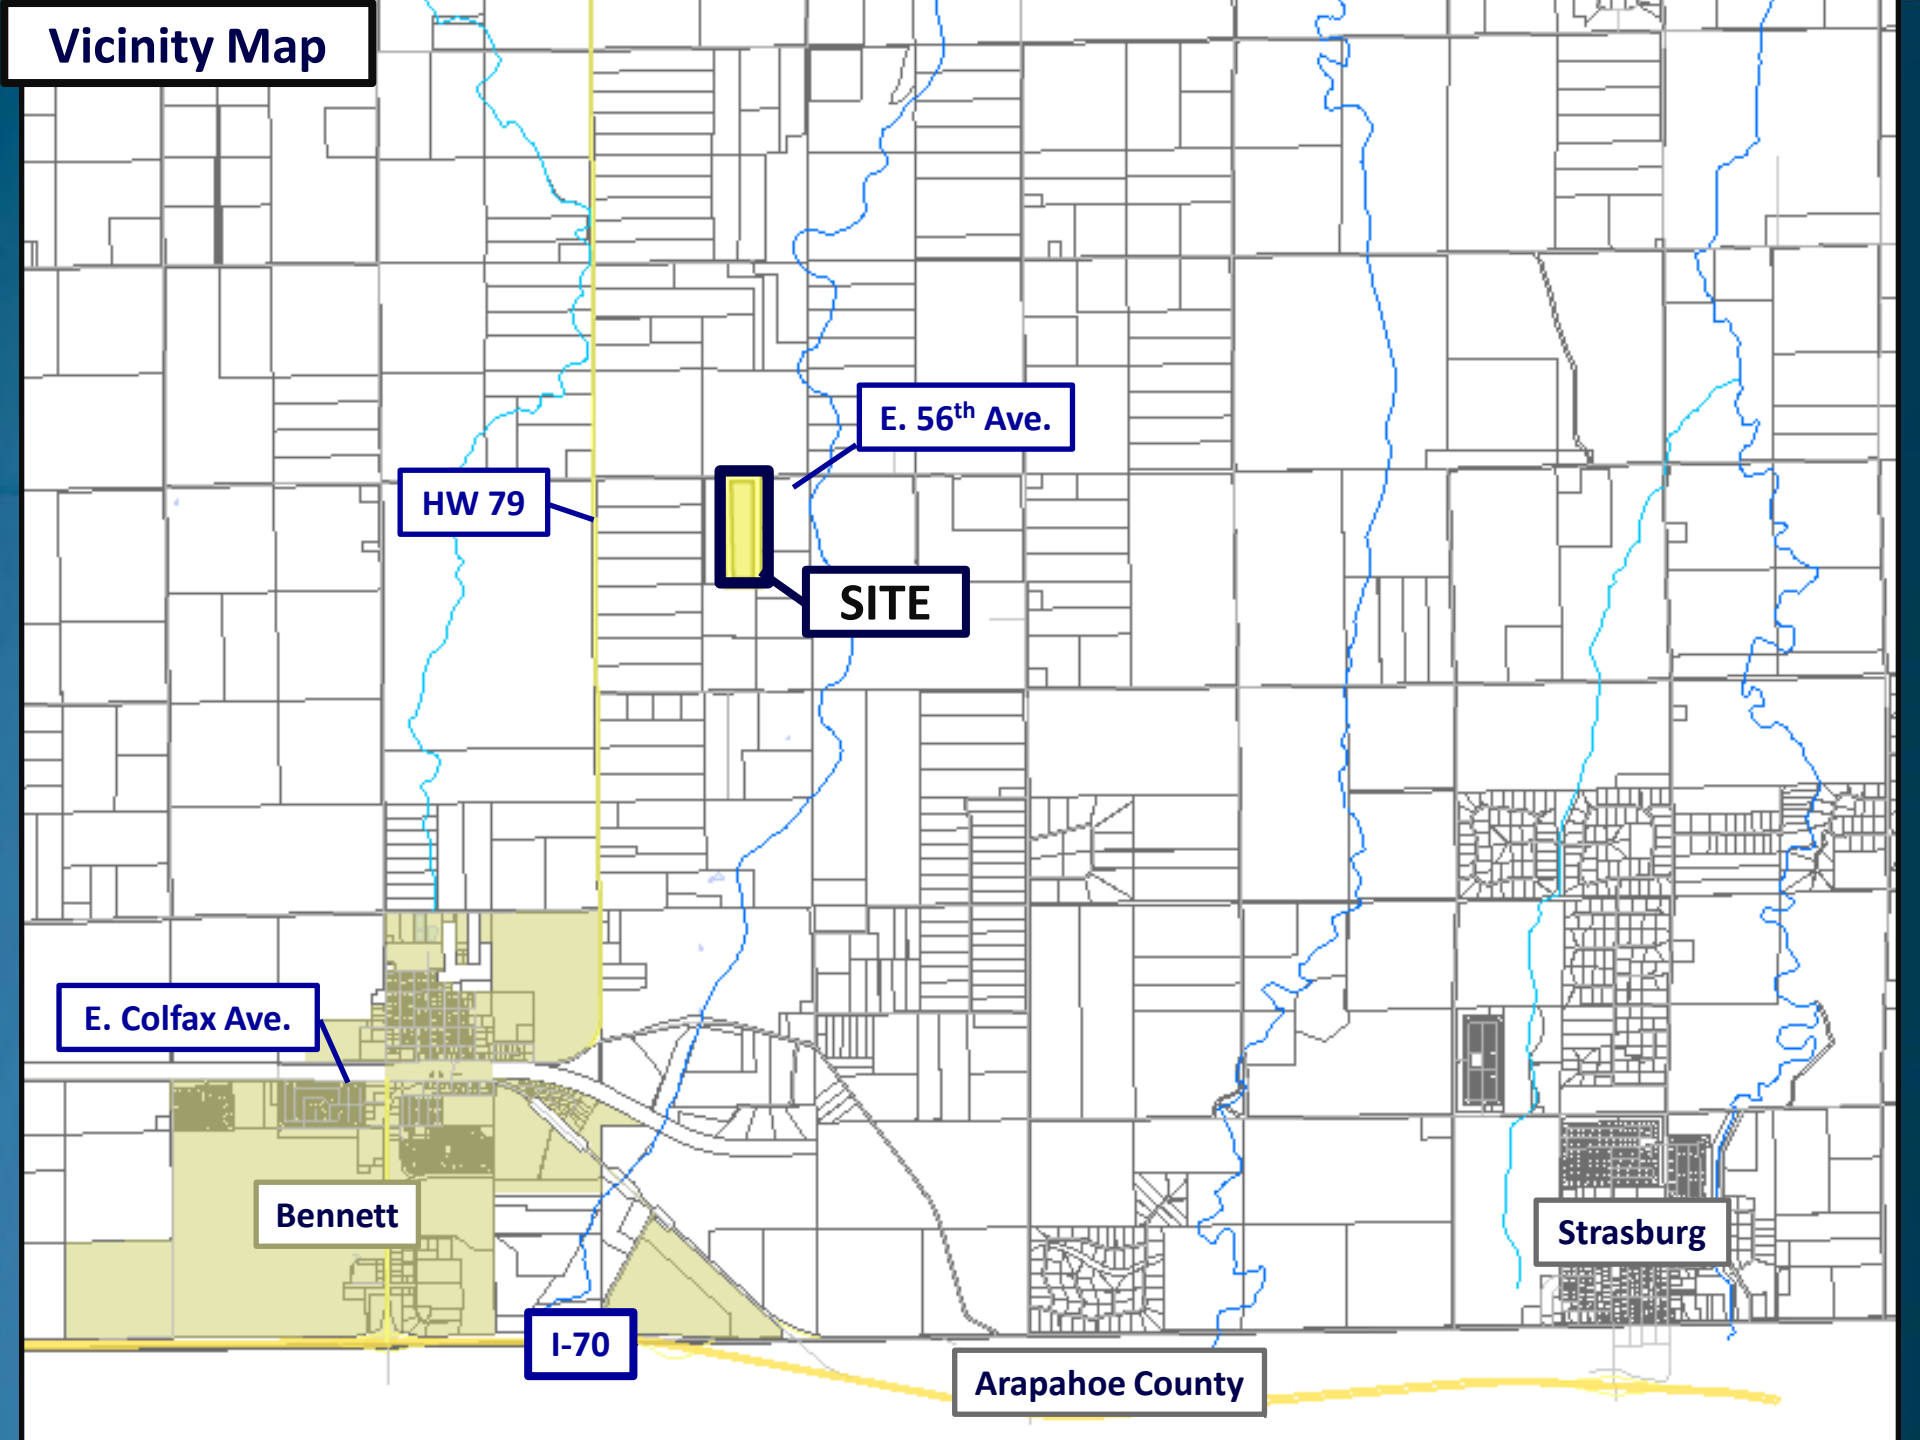 Vicinity Map
E. 56th Ave.
HW 79
SITE
E. Colfax Ave.
Bennett
Strasburg
I-70
Arapahoe County